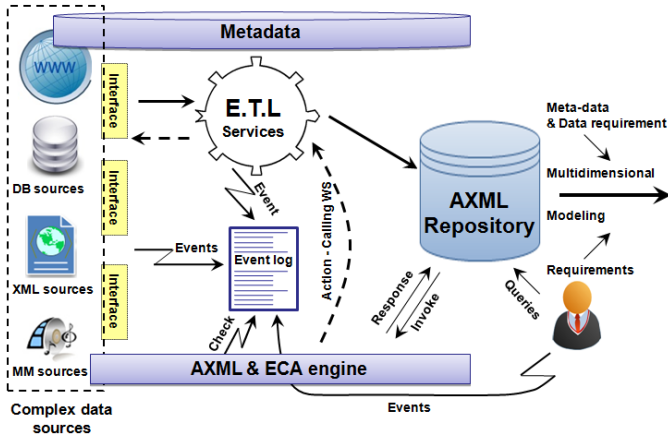 Metadata
WWW
Interface
E.T.L
Services
DB sources
Interface
Event
Events
Event log
Action - Calling WS
AXML
Repository
Meta-data
& Data requirement
Multidimensional
Modeling
Requirements
Queries
Response
Invoke
XML sources
Interface
Check
MM sources
AXML & ECA engine
Events
Complex data
sources